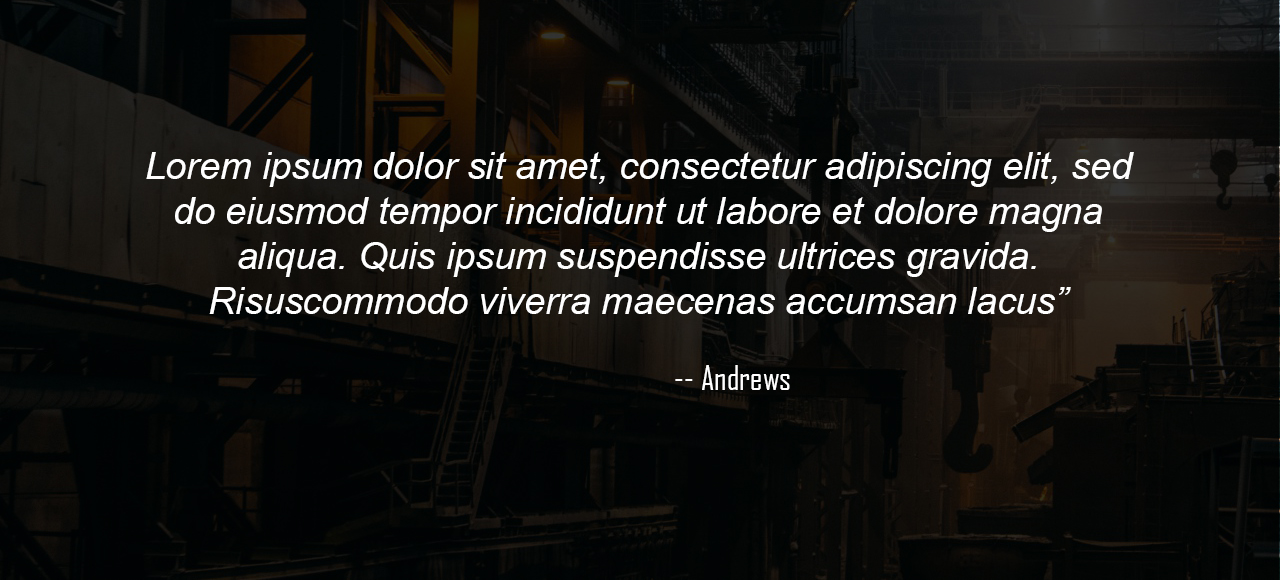 Lorem ipsum dolor sit amet, consectetur adipiscing elit, sed
do eiusmod tempor incididunt ut labore et dolore magna
aliqua. Quis ipsum suspendisse ultrices gravida.
Risuscommodo viverra maecenas accumsan lacus”
-- Andrews